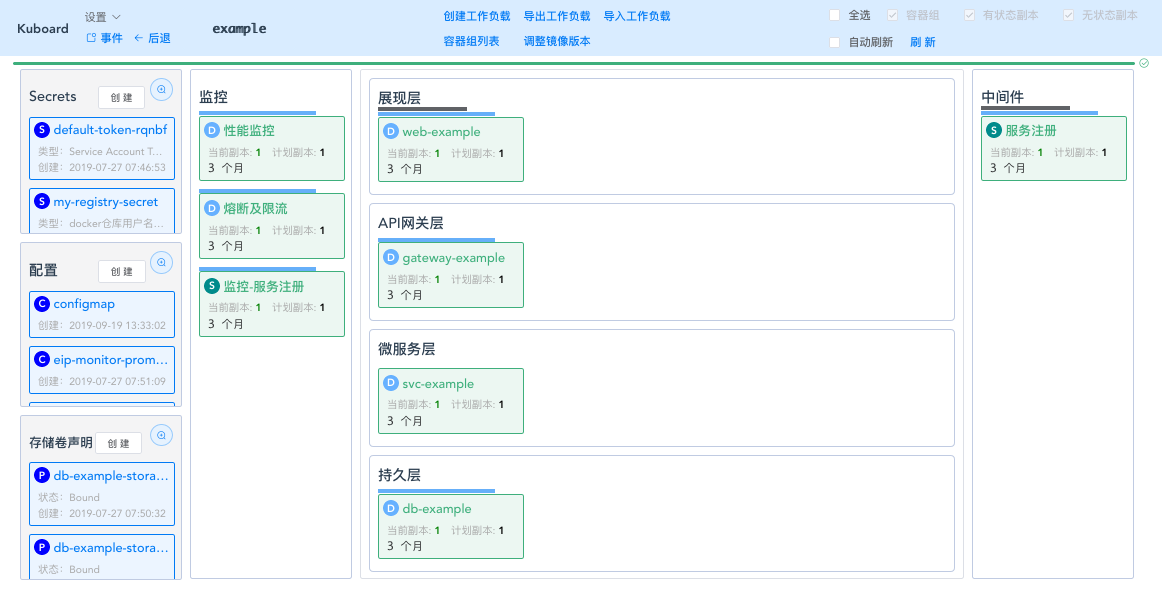 Kuboard
设置
事件
后退
example
创建工作负载 导出工作负载 导入工作负载
容器组列表 调整镜像版本
全选 容器组 有状态副本 无状态副本
自动刷新 刷 新
Secrets
创 建
S default-token-rqnbf
类型：Service Account T...
创建：2019-07-27 07:46:53
S my-registry-secret
类型：docker仓库用户名...
配置
创 建
C configmap
创建：2019-09-19 13:33:02
C eip-monitor-prom...
创建：2019-07-27 07:51:09
存储卷声明
创 建
P db-example-stora...
状态：Bound
创建：2019-07-27 07:50:32
P db-example-stora...
状态：Bound
监控
D 性能监控
当前副本: 1 计划副本: 1
3 个月
D 熔断及限流
当前副本: 1 计划副本: 1
3 个月
S 监控-服务注册
当前副本: 1 计划副本: 1
3 个月
展现层
D web-example
当前副本: 1 计划副本: 1
3 个月
API网关层
D gateway-example
当前副本: 1 计划副本: 1
3 个月
微服务层
D svc-example
当前副本: 1 计划副本: 1
3 个月
持久层
D db-example
当前副本: 1 计划副本: 1
3 个月
中间件
S 服务注册
当前副本: 1 计划副本: 1
3 个月